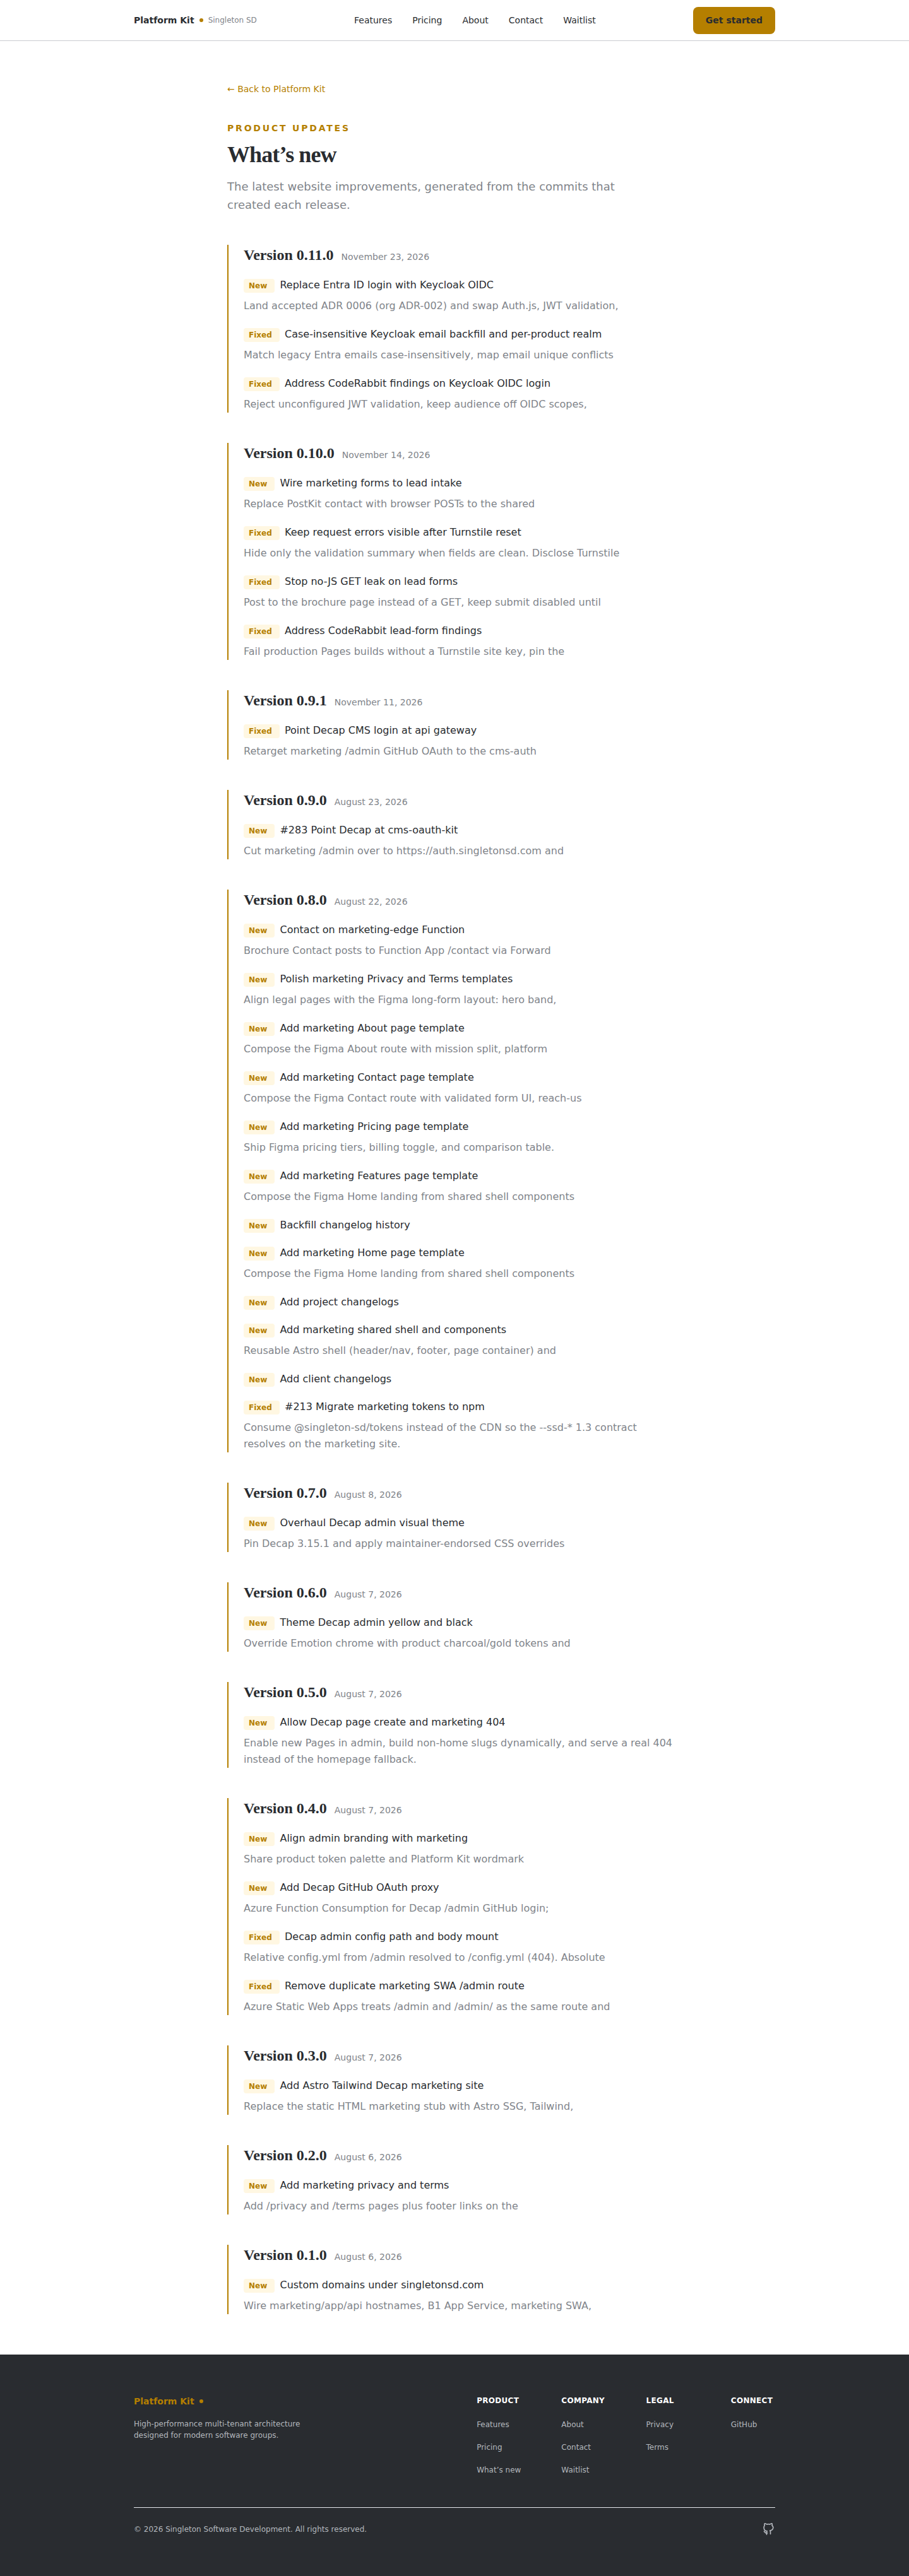 Platform Kit Singleton SD Features Pricing About Contact Waitlist Get started
← Back to Platform Kit
PRODUCT UPDATES
What’s new
The latest website improvements, generated from the commits that
created each release.
Version 0.11.0 November 23, 2026
New Replace Entra ID login with Keycloak OIDC
Land accepted ADR 0006 (org ADR-002) and swap Auth.js, JWT validation,
Fixed Case-insensitive Keycloak email backfill and per-product realm
Match legacy Entra emails case-insensitively, map email unique conflicts
Fixed Address CodeRabbit findings on Keycloak OIDC login
Reject unconfigured JWT validation, keep audience off OIDC scopes,
Version 0.10.0 November 14, 2026
New Wire marketing forms to lead intake
Replace PostKit contact with browser POSTs to the shared
Fixed Keep request errors visible after Turnstile reset
Hide only the validation summary when fields are clean. Disclose Turnstile
Fixed Stop no-JS GET leak on lead forms
Post to the brochure page instead of a GET, keep submit disabled until
Fixed Address CodeRabbit lead-form findings
Fail production Pages builds without a Turnstile site key, pin the
Version 0.9.1 November 11, 2026
Fixed Point Decap CMS login at api gateway
Retarget marketing /admin GitHub OAuth to the cms-auth
Version 0.9.0 August 23, 2026
New #283 Point Decap at cms-oauth-kit
Cut marketing /admin over to https://auth.singletonsd.com and
Version 0.8.0 August 22, 2026
New Contact on marketing-edge Function
Brochure Contact posts to Function App /contact via Forward
New Polish marketing Privacy and Terms templates
Align legal pages with the Figma long-form layout: hero band,
New Add marketing About page template
Compose the Figma About route with mission split, platform
New Add marketing Contact page template
Compose the Figma Contact route with validated form UI, reach-us
New Add marketing Pricing page template
Ship Figma pricing tiers, billing toggle, and comparison table.
New Add marketing Features page template
Compose the Figma Home landing from shared shell components
New Backfill changelog history
New Add marketing Home page template
Compose the Figma Home landing from shared shell components
New Add project changelogs
New Add marketing shared shell and components
Reusable Astro shell (header/nav, footer, page container) and
New Add client changelogs
Fixed #213 Migrate marketing tokens to npm
Consume @singleton-sd/tokens instead of the CDN so the --ssd-* 1.3 contract
resolves on the marketing site.
Version 0.7.0 August 8, 2026
New Overhaul Decap admin visual theme
Pin Decap 3.15.1 and apply maintainer-endorsed CSS overrides
Version 0.6.0 August 7, 2026
New Theme Decap admin yellow and black
Override Emotion chrome with product charcoal/gold tokens and
Version 0.5.0 August 7, 2026
New Allow Decap page create and marketing 404
Enable new Pages in admin, build non-home slugs dynamically, and serve a real 404
instead of the homepage fallback.
Version 0.4.0 August 7, 2026
New Align admin branding with marketing
Share product token palette and Platform Kit wordmark
New Add Decap GitHub OAuth proxy
Azure Function Consumption for Decap /admin GitHub login;
Fixed Decap admin config path and body mount
Relative config.yml from /admin resolved to /config.yml (404). Absolute
Fixed Remove duplicate marketing SWA /admin route
Azure Static Web Apps treats /admin and /admin/ as the same route and
Version 0.3.0 August 7, 2026
New Add Astro Tailwind Decap marketing site
Replace the static HTML marketing stub with Astro SSG, Tailwind,
Version 0.2.0 August 6, 2026
New Add marketing privacy and terms
Add /privacy and /terms pages plus footer links on the
Version 0.1.0 August 6, 2026
New Custom domains under singletonsd.com
Wire marketing/app/api hostnames, B1 App Service, marketing SWA,
Platform Kit
High-performance multi-tenant architecture
designed for modern software groups.
PRODUCT
Features
Pricing
What’s new
COMPANY
About
Contact
Waitlist
LEGAL
Privacy
Terms
CONNECT
GitHub
© 2026 Singleton Software Development. All rights reserved.